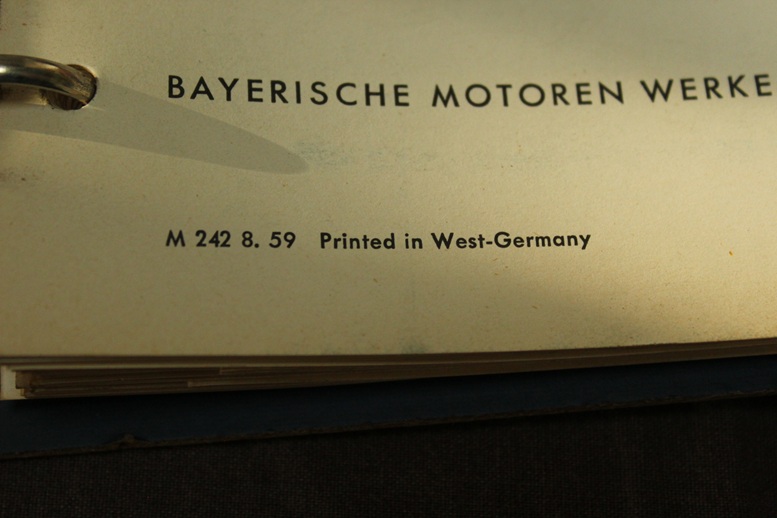 BAYERISCHE MOTOREN WERKE
M 242 8. 59 Printed in West-Germany